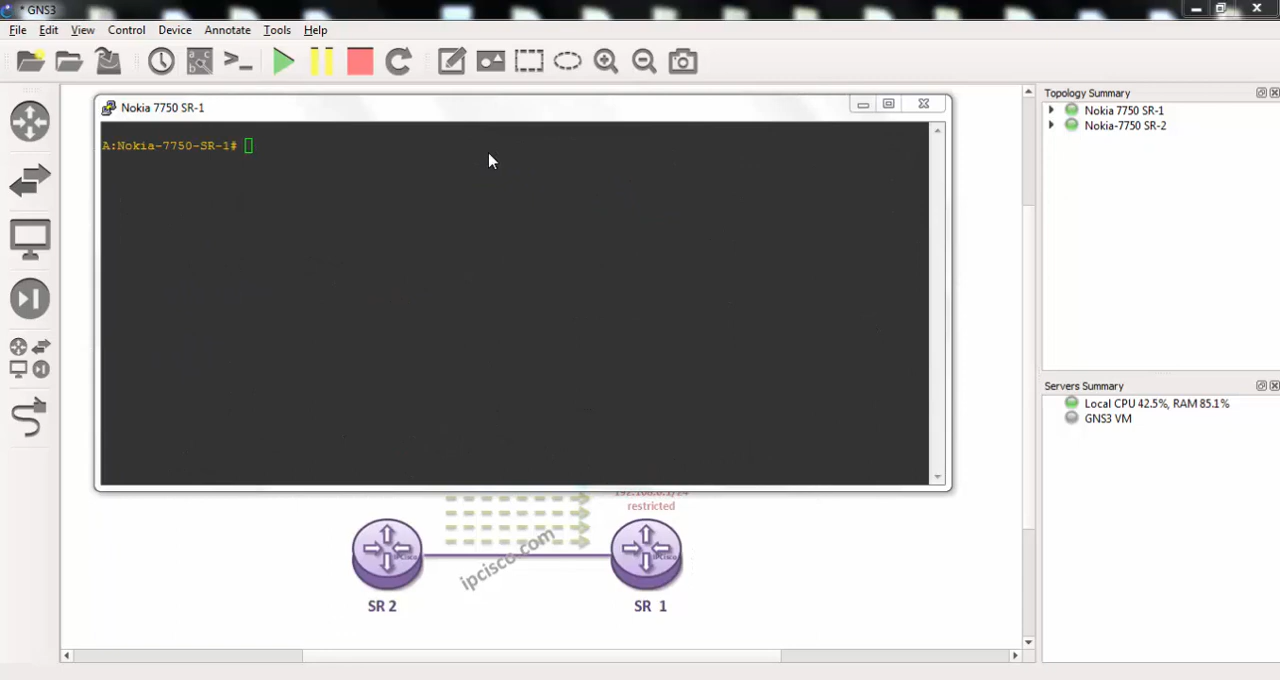 * GNS3
File Edit View Control Device Annotate Tools Help
Nokia 7750 SR-1
A:Nokia-7750-SR-1#
Topology Summary
Nokia 7750 SR-1
Nokia-7750 SR-2
Servers Summary
Local CPU 42.5%, RAM 85.1%
GNS3 VM
restricted
ipcisco.com
SR 2
SR 1